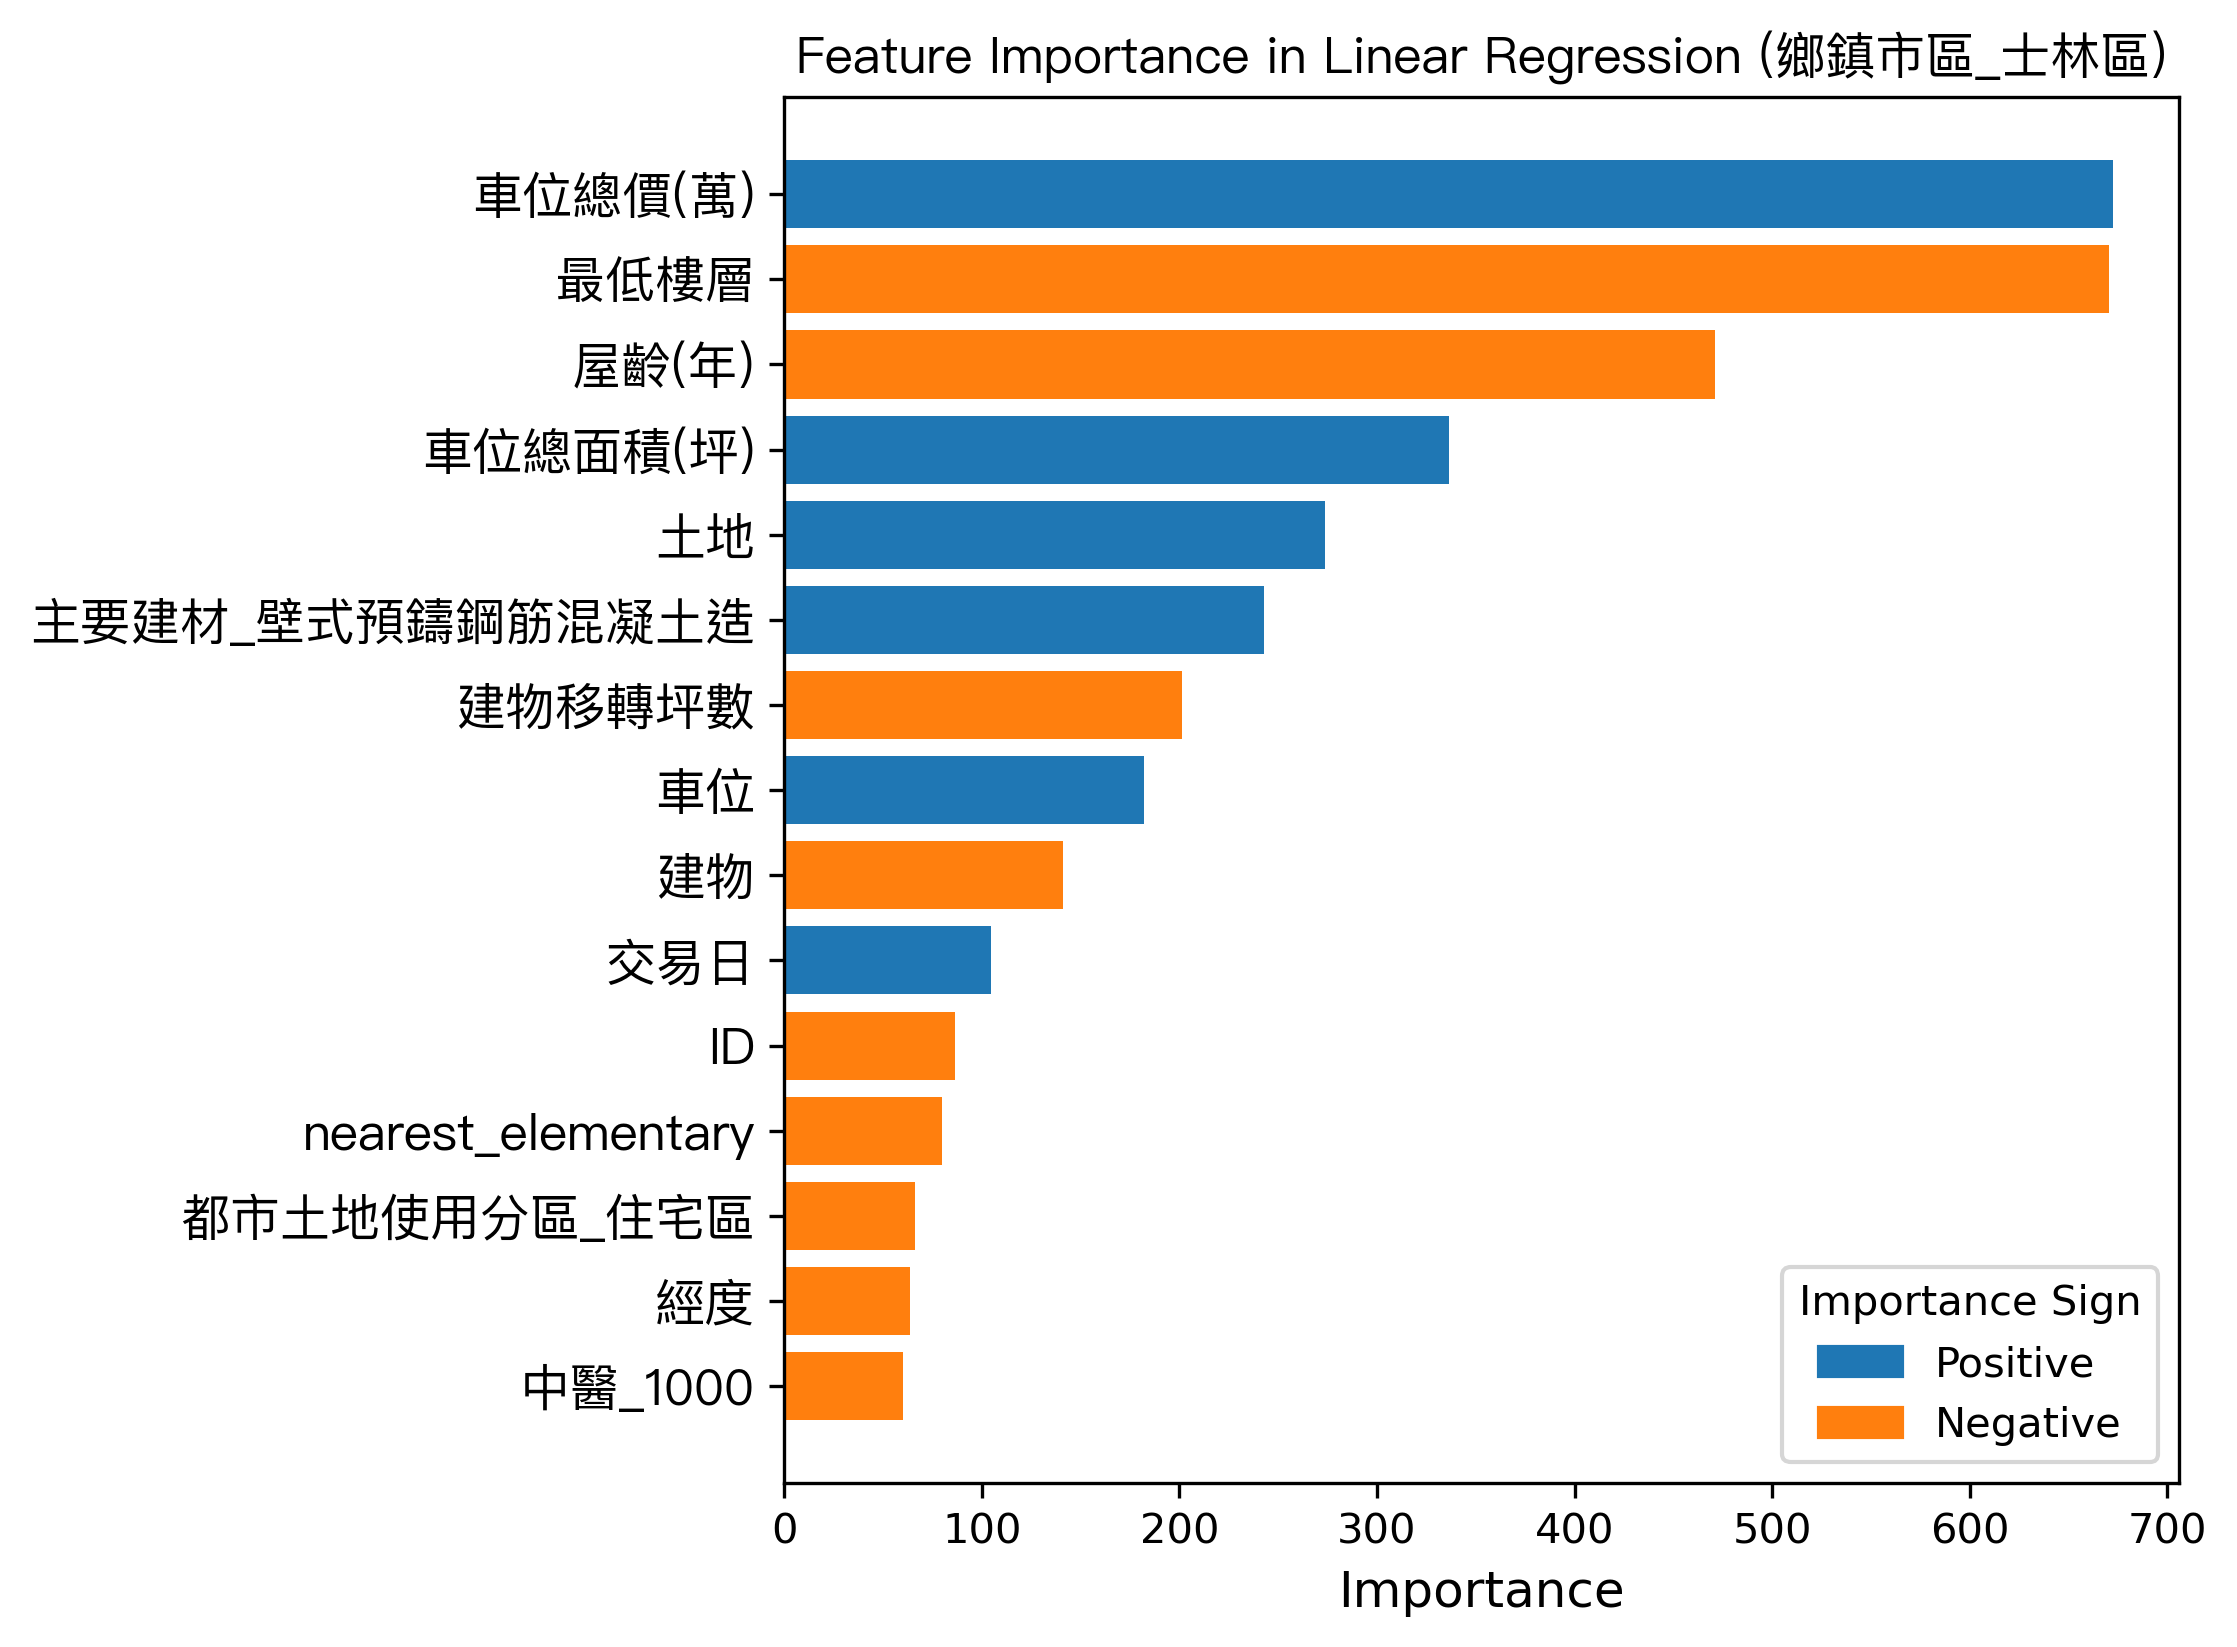 Feature Importance in Linear Regression (鄉鎮市區_士林區)
車位總價(萬)
最低樓層
屋齡(年)
車位總面積(坪)
土地
主要建材_壁式預鑄鋼筋混凝土造
建物移轉坪數
車位
建物
交易日
ID
nearest_elementary
都市土地使用分區_住宅區
經度
中醫_1000
Importance Sign
Positive
Negative
0 100 200 300 400 500 600 700
Importance